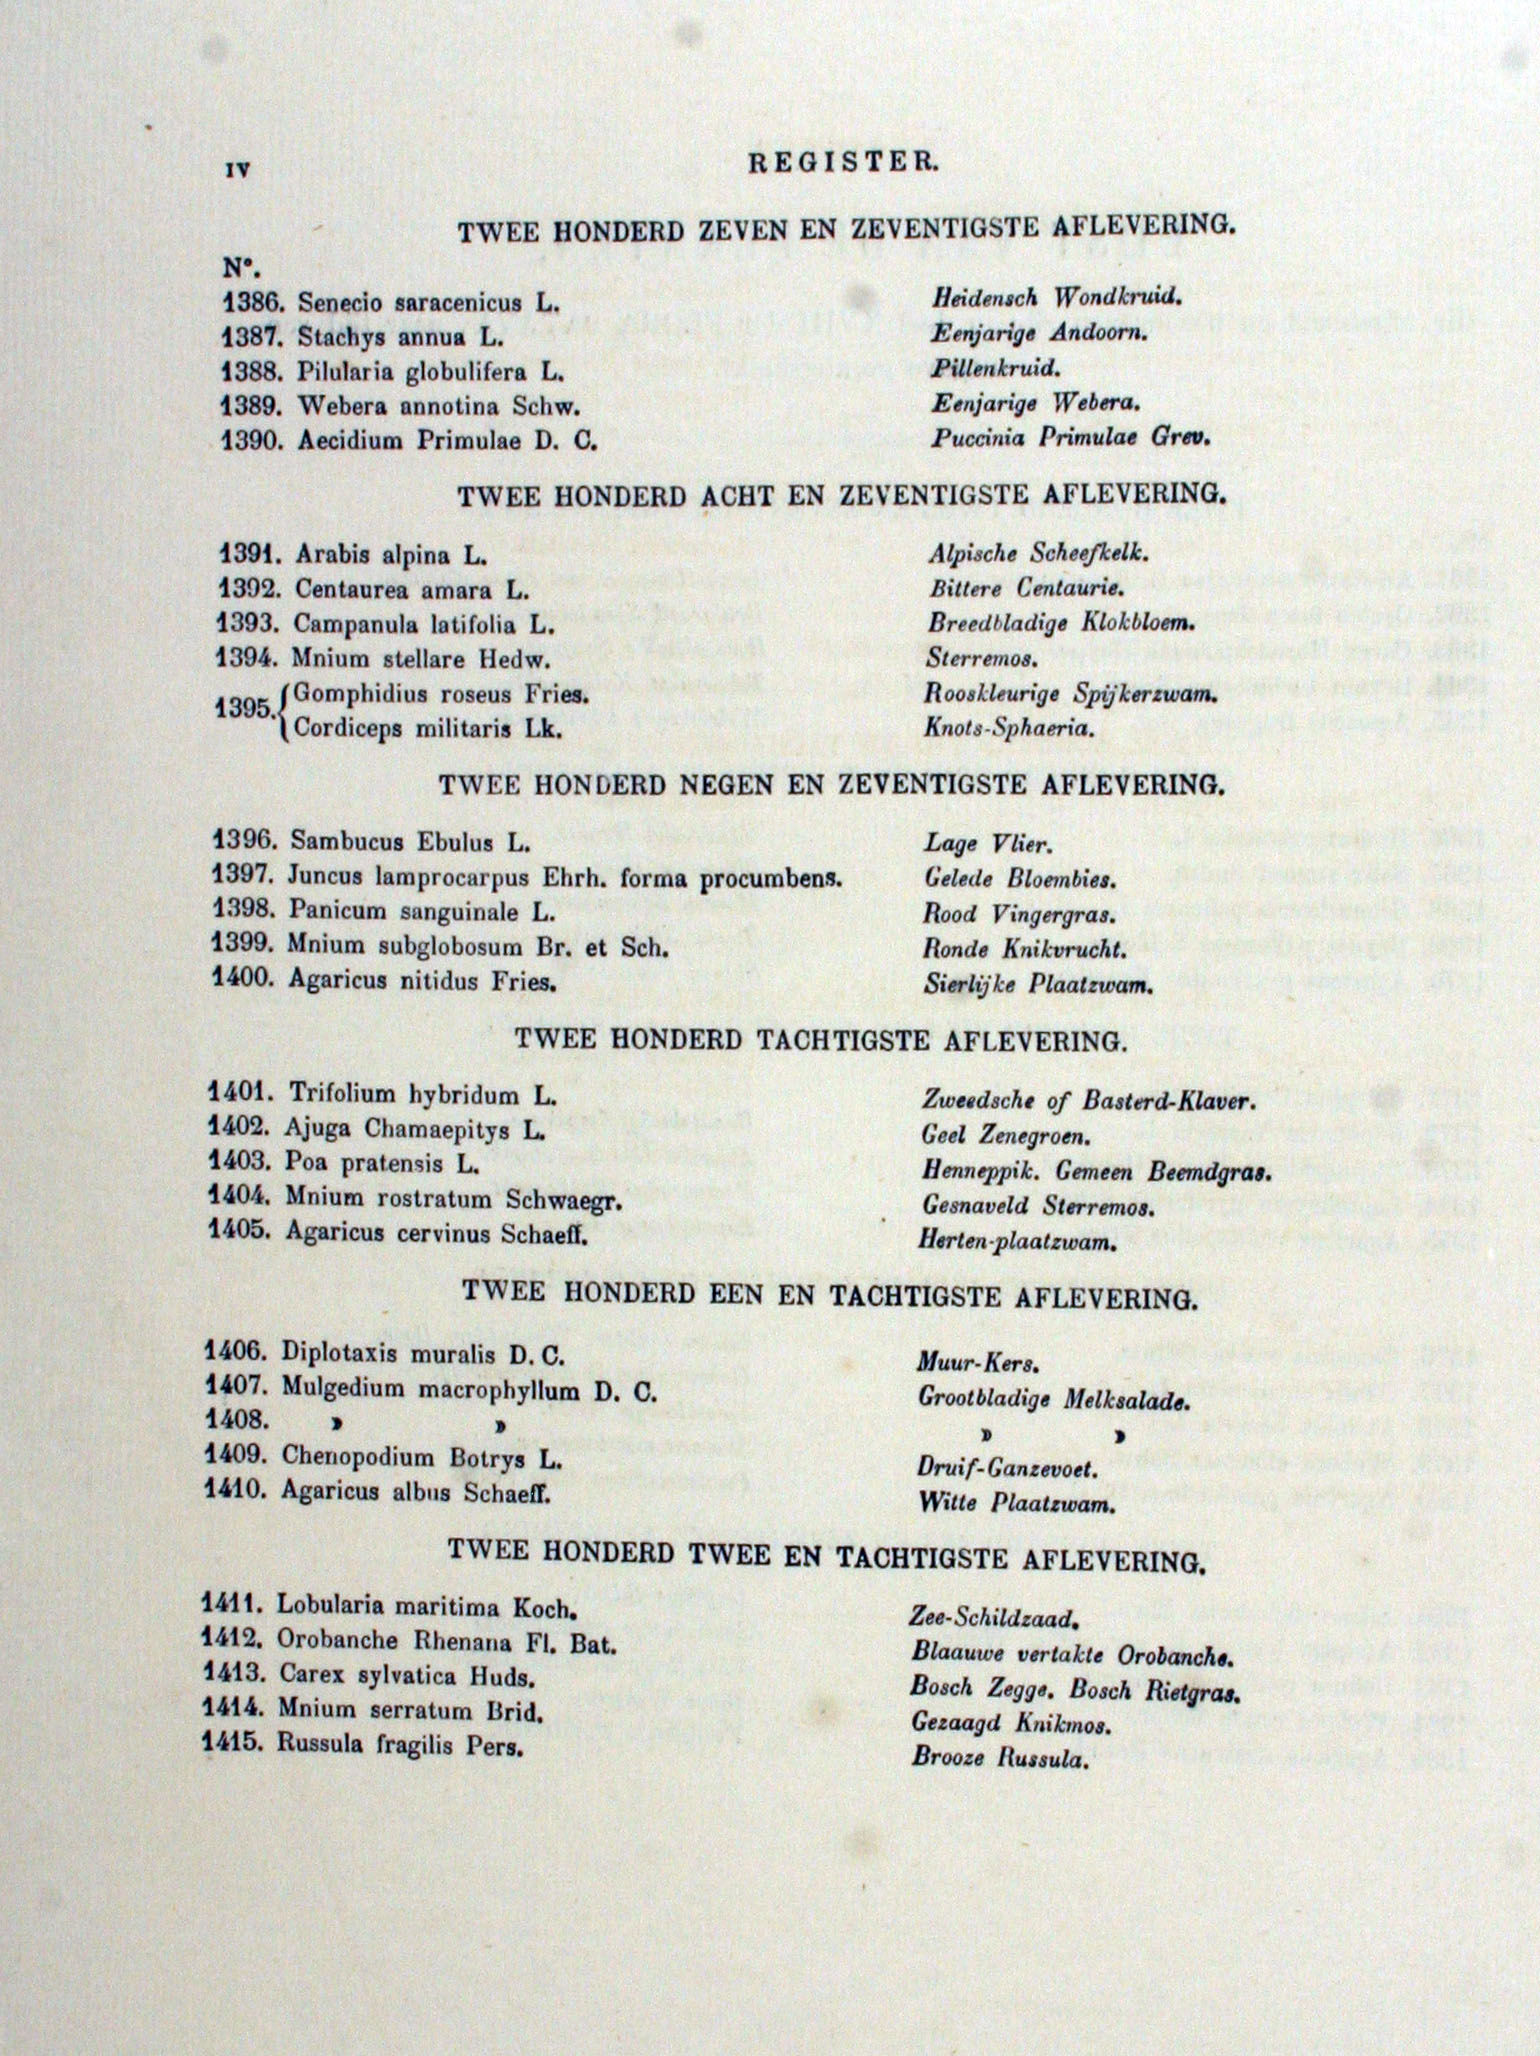 IV REGISTER.
TWEE HONDERD ZEVEN EN ZEVENTIGSTE AFLEVERING.
N°.
1386. Senecio saracenicus L. Heidensch Wondkruid.
1387. Stachys annua L. Eenjarige Andoorn.
1388. Pilularia globulifera L. Pillenkruid.
1389. Webera annotina Schw. Eenjarige Webera.
1390. Aecidium Primulae D. C. Puccinia Primulae Grev.
TWEE HONDERD ACHT EN ZEVENTIGSTE AFLEVERING.
1391. Arabis alpina L. Alpische Scheefkelk.
1392. Centaurea amara L. Bittere Centaurie.
1393. Campanula latifolia L. Breedbladige Klokbloem.
1394. Mnium stellare Hedw. Sterremos.
1395. { Gomphidius roseus Fries. Rooskleurige Spijkerzwam.
Cordiceps militaris Lk. Knots-Sphaeria.
TWEE HONDERD NEGEN EN ZEVENTIGSTE AFLEVERING.
1396. Sambucus Ebulus L. Lage Vlier.
1397. Juncus lamprocarpus Ehrh. forma procumbens. Gelede Bloembies.
1398. Panicum sanguinale L. Rood Vingergras.
1399. Mnium subglobosum Br. et Sch. Ronde Knikvrucht.
1400. Agaricus nitidus Fries. Sierlijke Plaatzwam.
TWEE HONDERD TACHTIGSTE AFLEVERING.
1401. Trifolium hybridum L. Zweedsche of Basterd-Klaver.
1402. Ajuga Chamaepitys L. Geel Zenegroen.
1403. Poa pratensis L. Henneppik. Gemeen Beemdgras.
1404. Mnium rostratum Schwaegr. Gesnaveld Sterremos.
1405. Agaricus cervinus Schaeff. Herten-plaatzwam.
TWEE HONDERD EEN EN TACHTIGSTE AFLEVERING.
1406. Diplotaxis muralis D. C. Muur-Kers.
1407. Mulgedium macrophyllum D. C. Grootbladige Melksalade.
1408. » » » »
1409. Chenopodium Botrys L. Druif-Ganzevoet.
1410. Agaricus albus Schaeff. Witte Plaatzwam.
TWEE HONDERD TWEE EN TACHTIGSTE AFLEVERING.
1411. Lobularia maritima Koch. Zee-Schildzaad.
1412. Orobanche Rhenana Fl. Bat. Blaauwe vertakte Orobanche.
1413. Carex sylvatica Huds. Bosch Zegge. Bosch Rietgras.
1414. Mnium serratum Brid. Gezaagd Knikmos.
1415. Russula fragilis Pers. Brooze Russula.